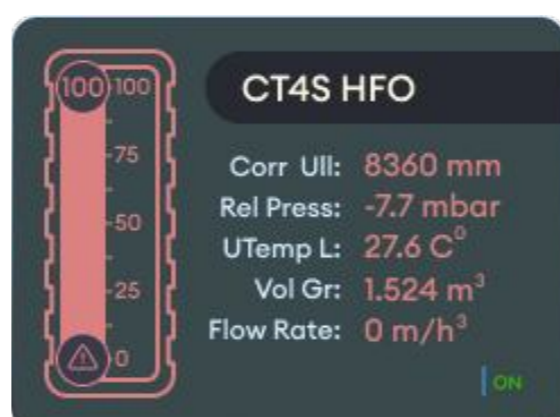 CT4S HFO
100 100
75
50
25
0
Corr Ull: 8360 mm
Rel Press: -7.7 mbar
UTemp L: 27.6 C⁰
Vol Gr: 1.524 m³
Flow Rate: 0 m/h³
ON